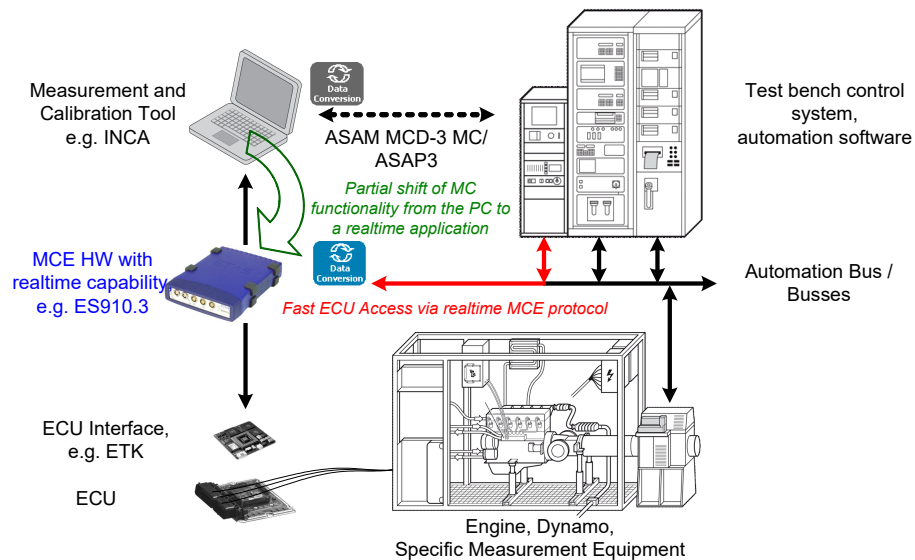 Measurement and
Calibration Tool
e.g. INCA
Data
Conversion
ASAM MCD-3 MC/
ASAP3
Test bench control
system,
automation software
Partial shift of MC
functionality from the PC to
a realtime application
MCE HW with
realtime capability,
e.g. ES910.3
Data
Conversion
Fast ECU Access via realtime MCE protocol
Automation Bus /
Busses
ECU Interface,
e.g. ETK
ECU
Engine, Dynamo,
Specific Measurement Equipment